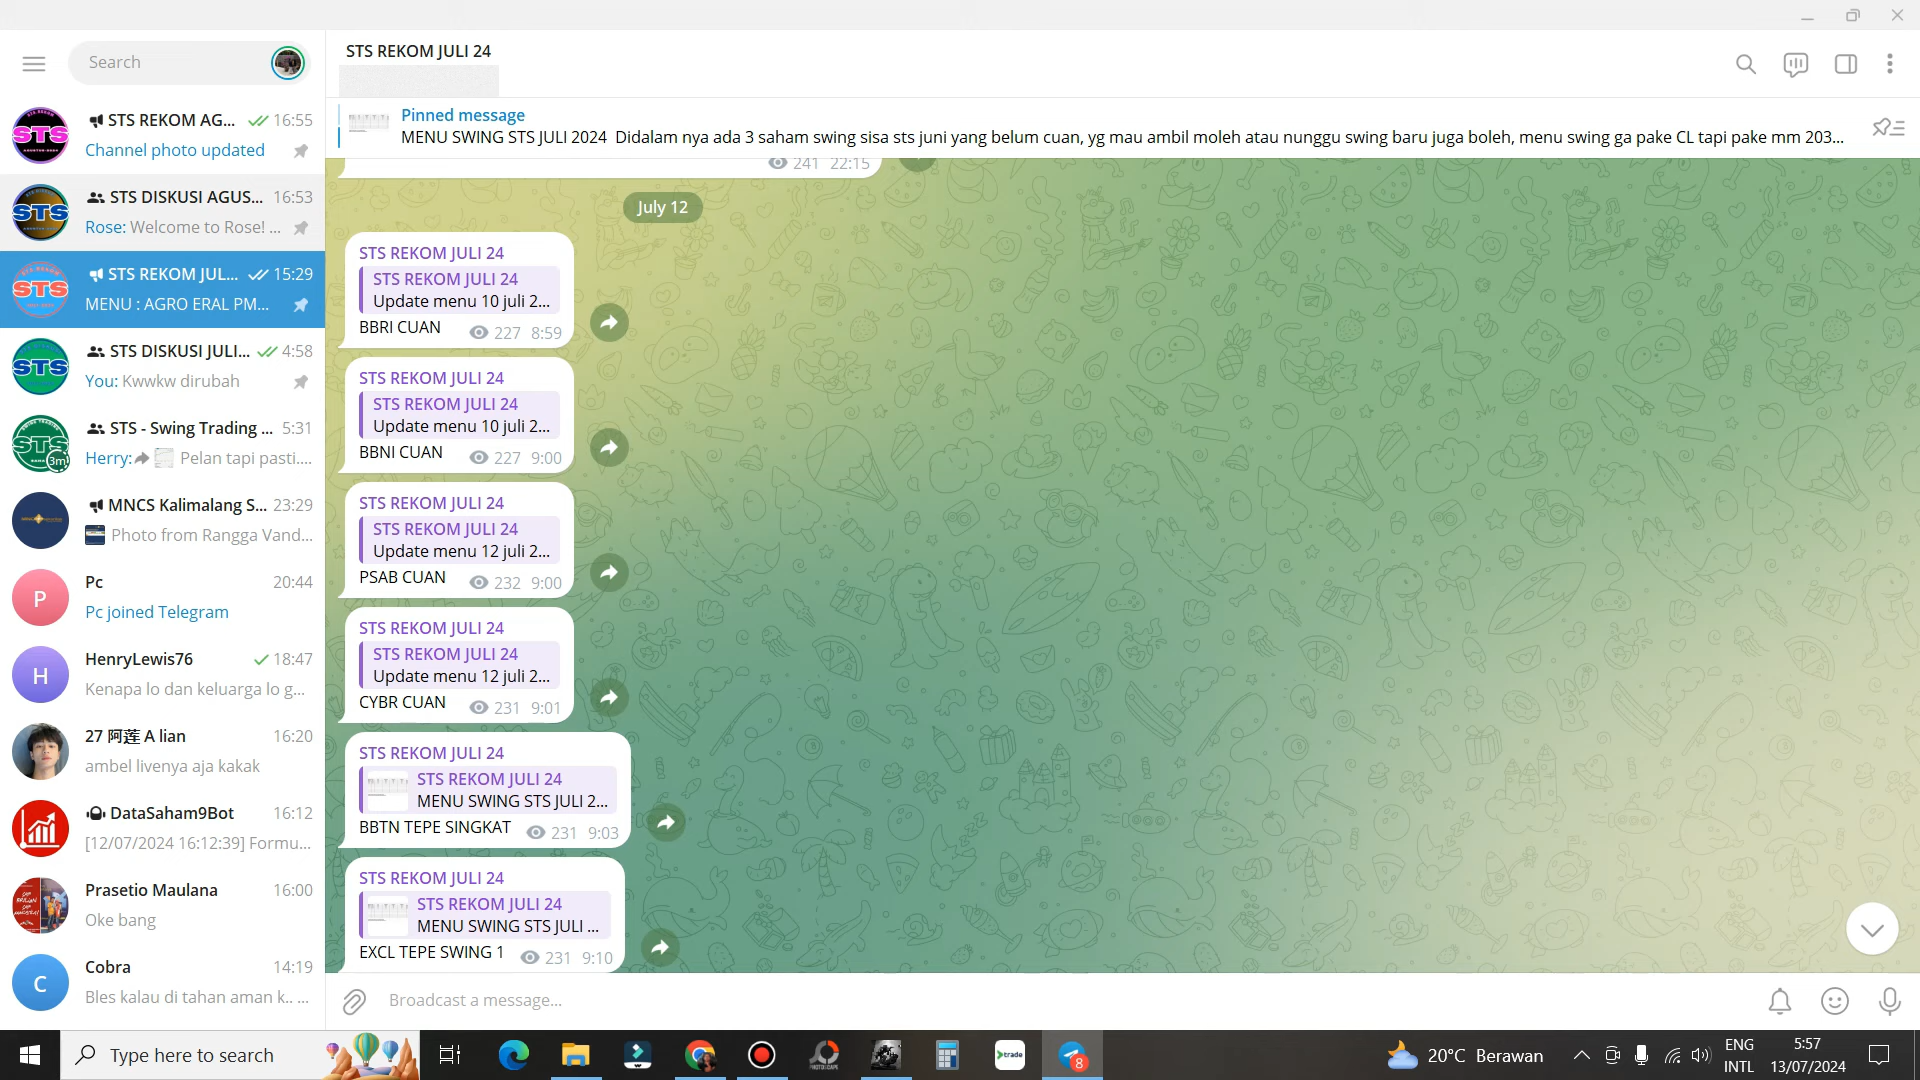 Search
STS REKOM AG... 16:55
Channel photo updated
STS DISKUSI AGUS... 16:53
Rose: Welcome to Rose! ...
STS REKOM JUL... 15:29
MENU : AGRO ERAL PM...
STS DISKUSI JULI... 4:58
You: Kwwkw dirubah
STS - Swing Trading ... 5:31
3m
Herry: Pelan tapi pasti....
MNCS Kalimalang S... 23:29
Photo from Rangga Vand...
P
Pc 20:44
Pc joined Telegram
H
HenryLewis76 18:47
Kenapa lo dan keluarga lo g...
27 阿莲 A lian 16:20
ambel livenya aja kakak
DataSaham9Bot 16:12
[12/07/2024 16:12:39] Formu...
Prasetio Maulana 16:00
Oke bang
C
Cobra 14:19
Bles kalau di tahan aman k.. ...
STS REKOM JULI 24
Pinned message
MENU SWING STS JULI 2024 Didalam nya ada 3 saham swing sisa sts juni yang belum cuan, yg mau ambil moleh atau nunggu swing baru juga boleh, menu swing ga pake CL tapi pake mm 203...
241 22:15
July 12
STS REKOM JULI 24
STS REKOM JULI 24
Update menu 10 juli 2...
BBRI CUAN 227 8:59
STS REKOM JULI 24
STS REKOM JULI 24
Update menu 10 juli 2...
BBNI CUAN 227 9:00
STS REKOM JULI 24
STS REKOM JULI 24
Update menu 12 juli 2...
PSAB CUAN 232 9:00
STS REKOM JULI 24
STS REKOM JULI 24
Update menu 12 juli 2...
CYBR CUAN 231 9:01
STS REKOM JULI 24
STS REKOM JULI 24
MENU SWING STS JULI 2...
BBTN TEPE SINGKAT 231 9:03
STS REKOM JULI 24
STS REKOM JULI 24
MENU SWING STS JULI ...
EXCL TEPE SWING 1 231 9:10
Broadcast a message...
Type here to search
trade
8
20°C Berawan
ENG
INTL
5:57
13/07/2024